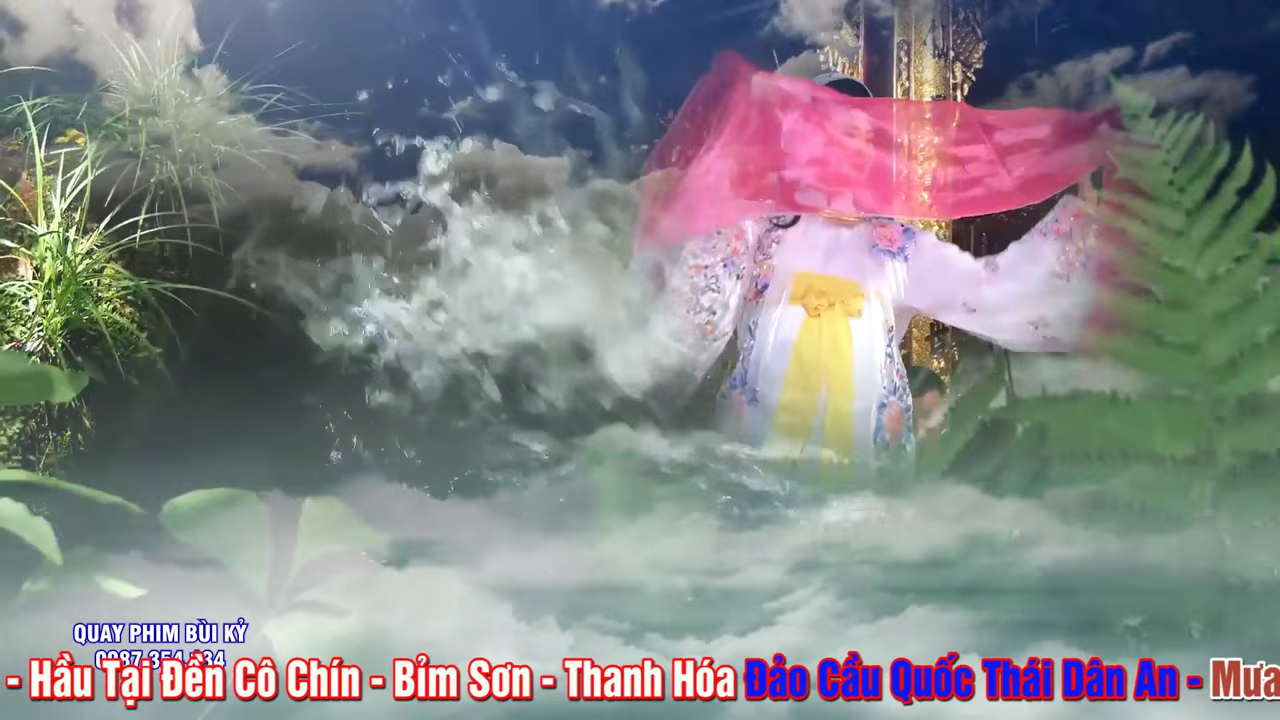 QUAY PHIM BÙI KỶ
- Hầu Tại Đền Cô Chín - Bỉm Sơn - Thanh Hóa Đảo Cầu Quốc Thái Dân An - Mưa